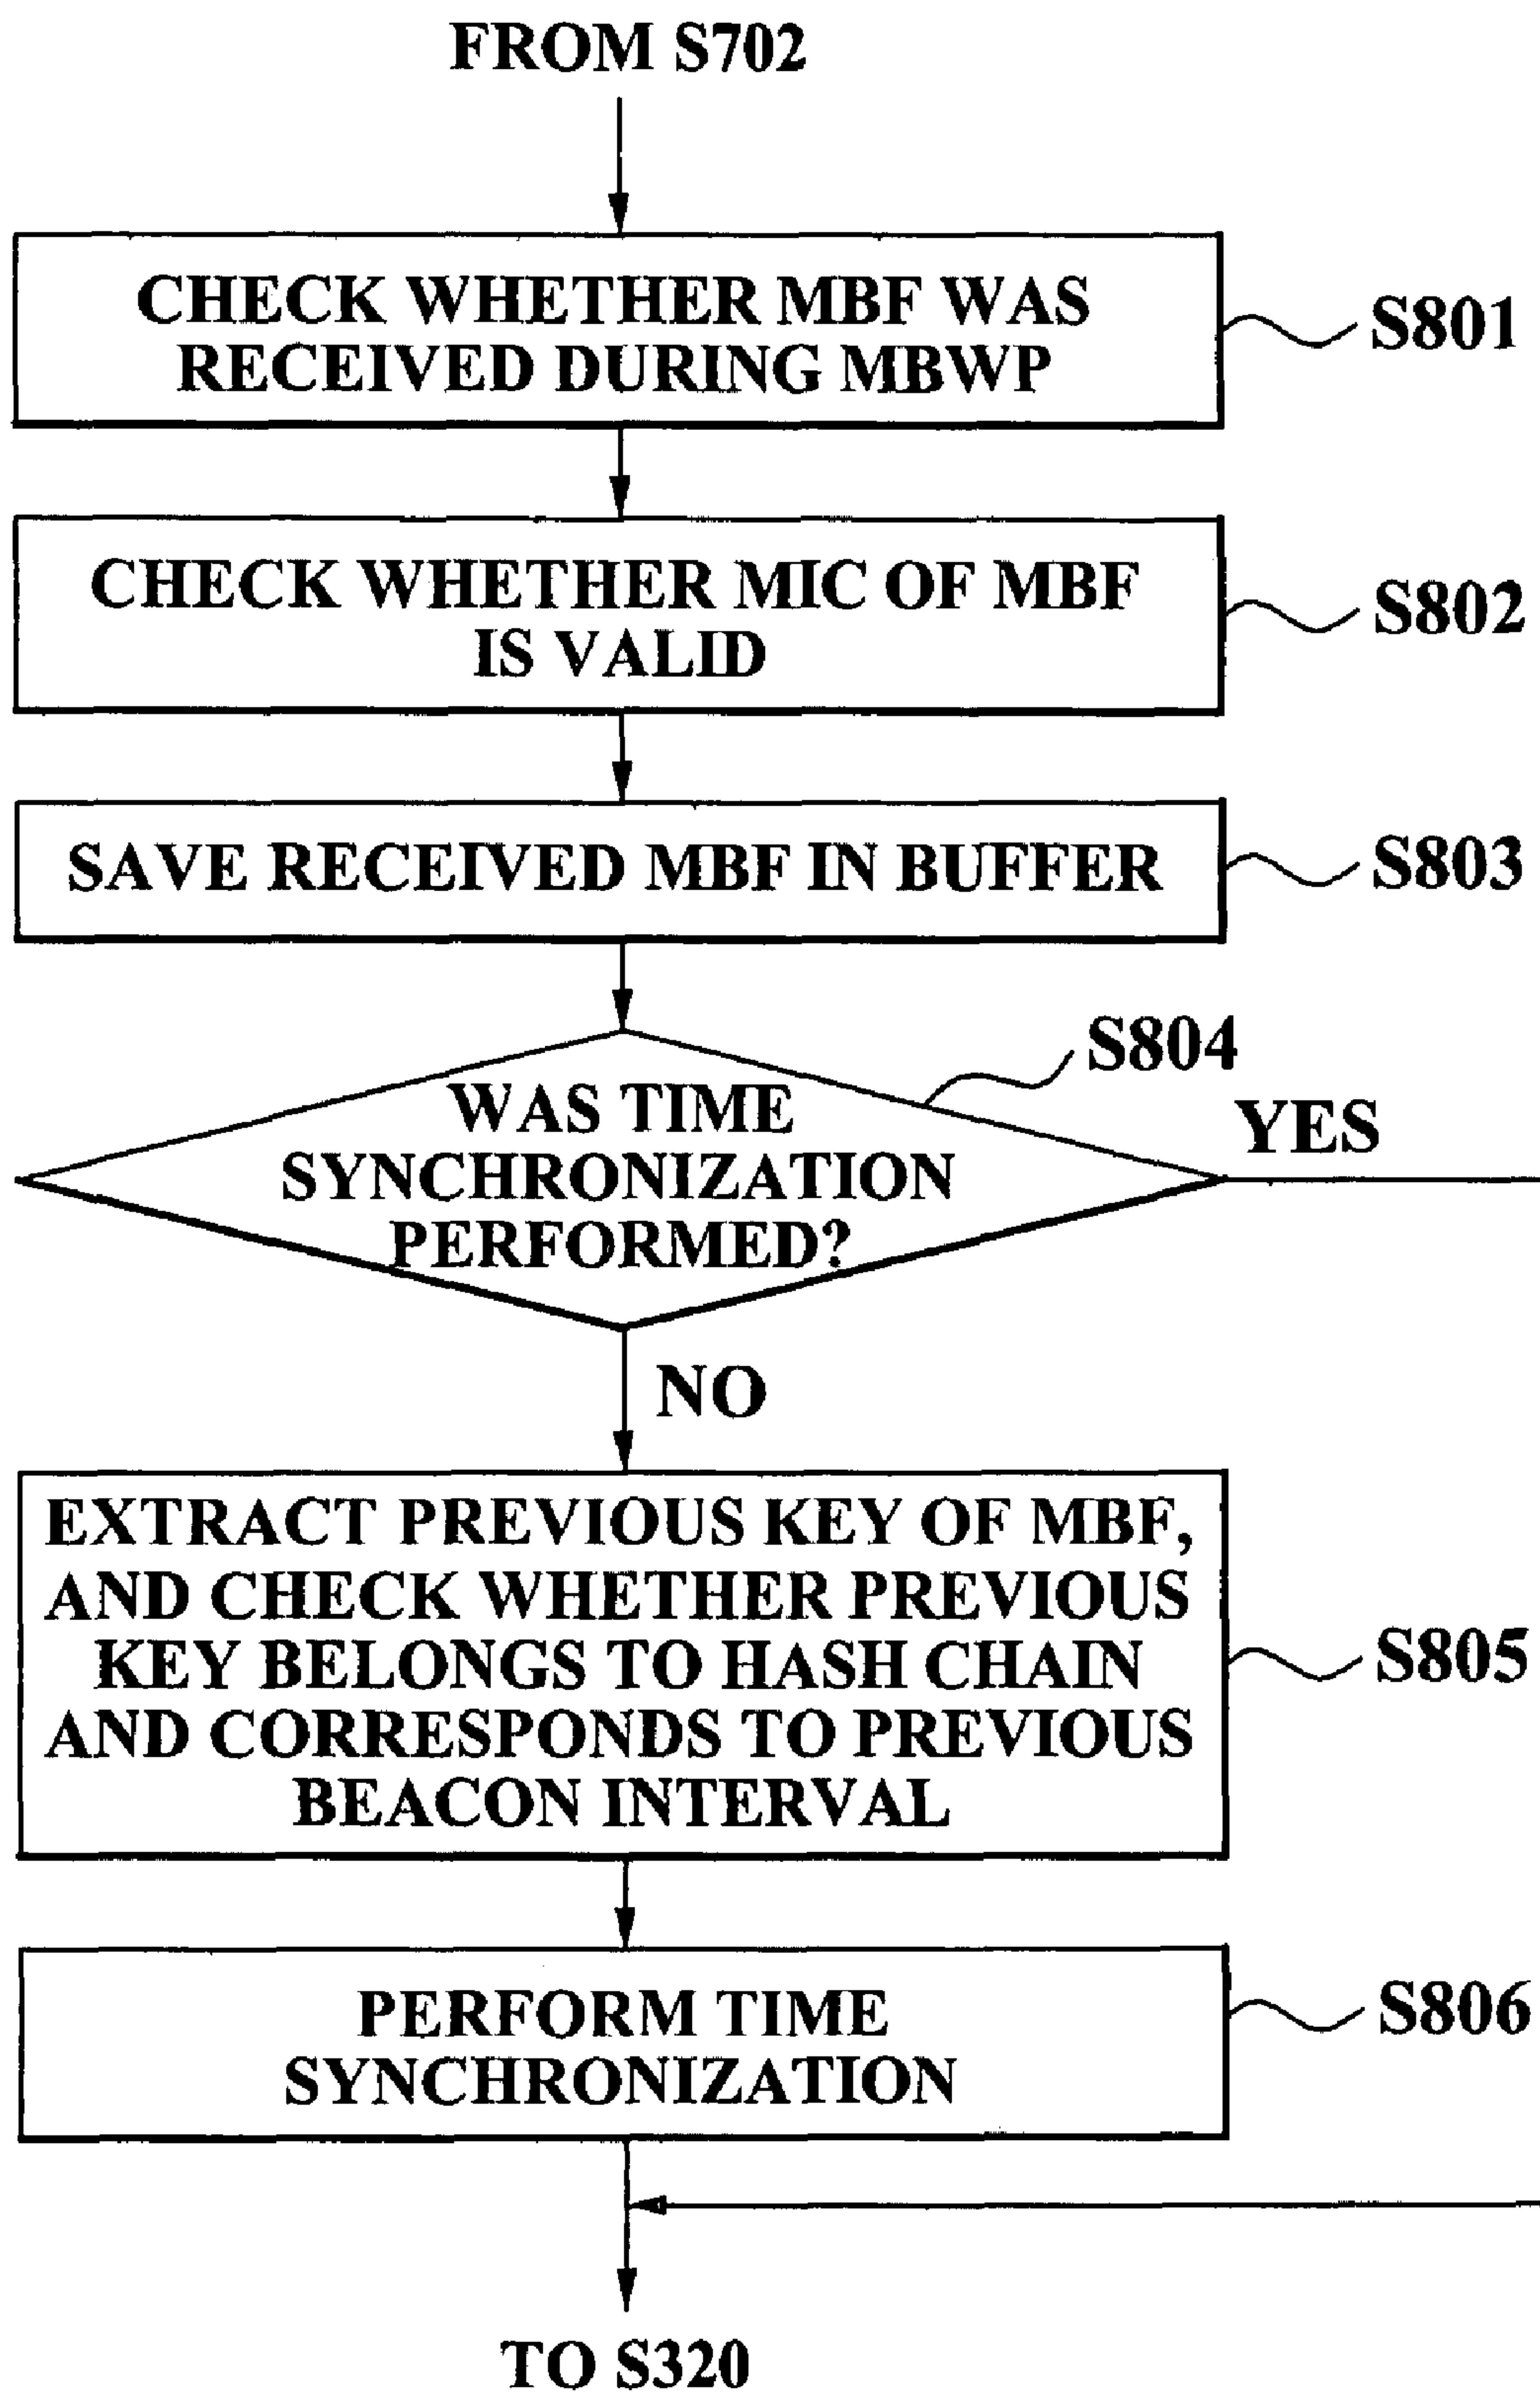 FROM S702
CHECK WHETHER MBF WAS
RECEIVED DURING MBWP
S801
CHECK WHETHER MIC OF MBF
IS VALID
S802
SAVE RECEIVED MBF IN BUFFER
S803
S804
WAS TIME
SYNCHRONIZATION
PERFORMED?
YES
NO
EXTRACT PREVIOUS KEY OF MBF,
AND CHECK WHETHER PREVIOUS
KEY BELONGS TO HASH CHAIN
AND CORRESPONDS TO PREVIOUS
BEACON INTERVAL
S805
PERFORM TIME
SYNCHRONIZATION
S806
TO S320